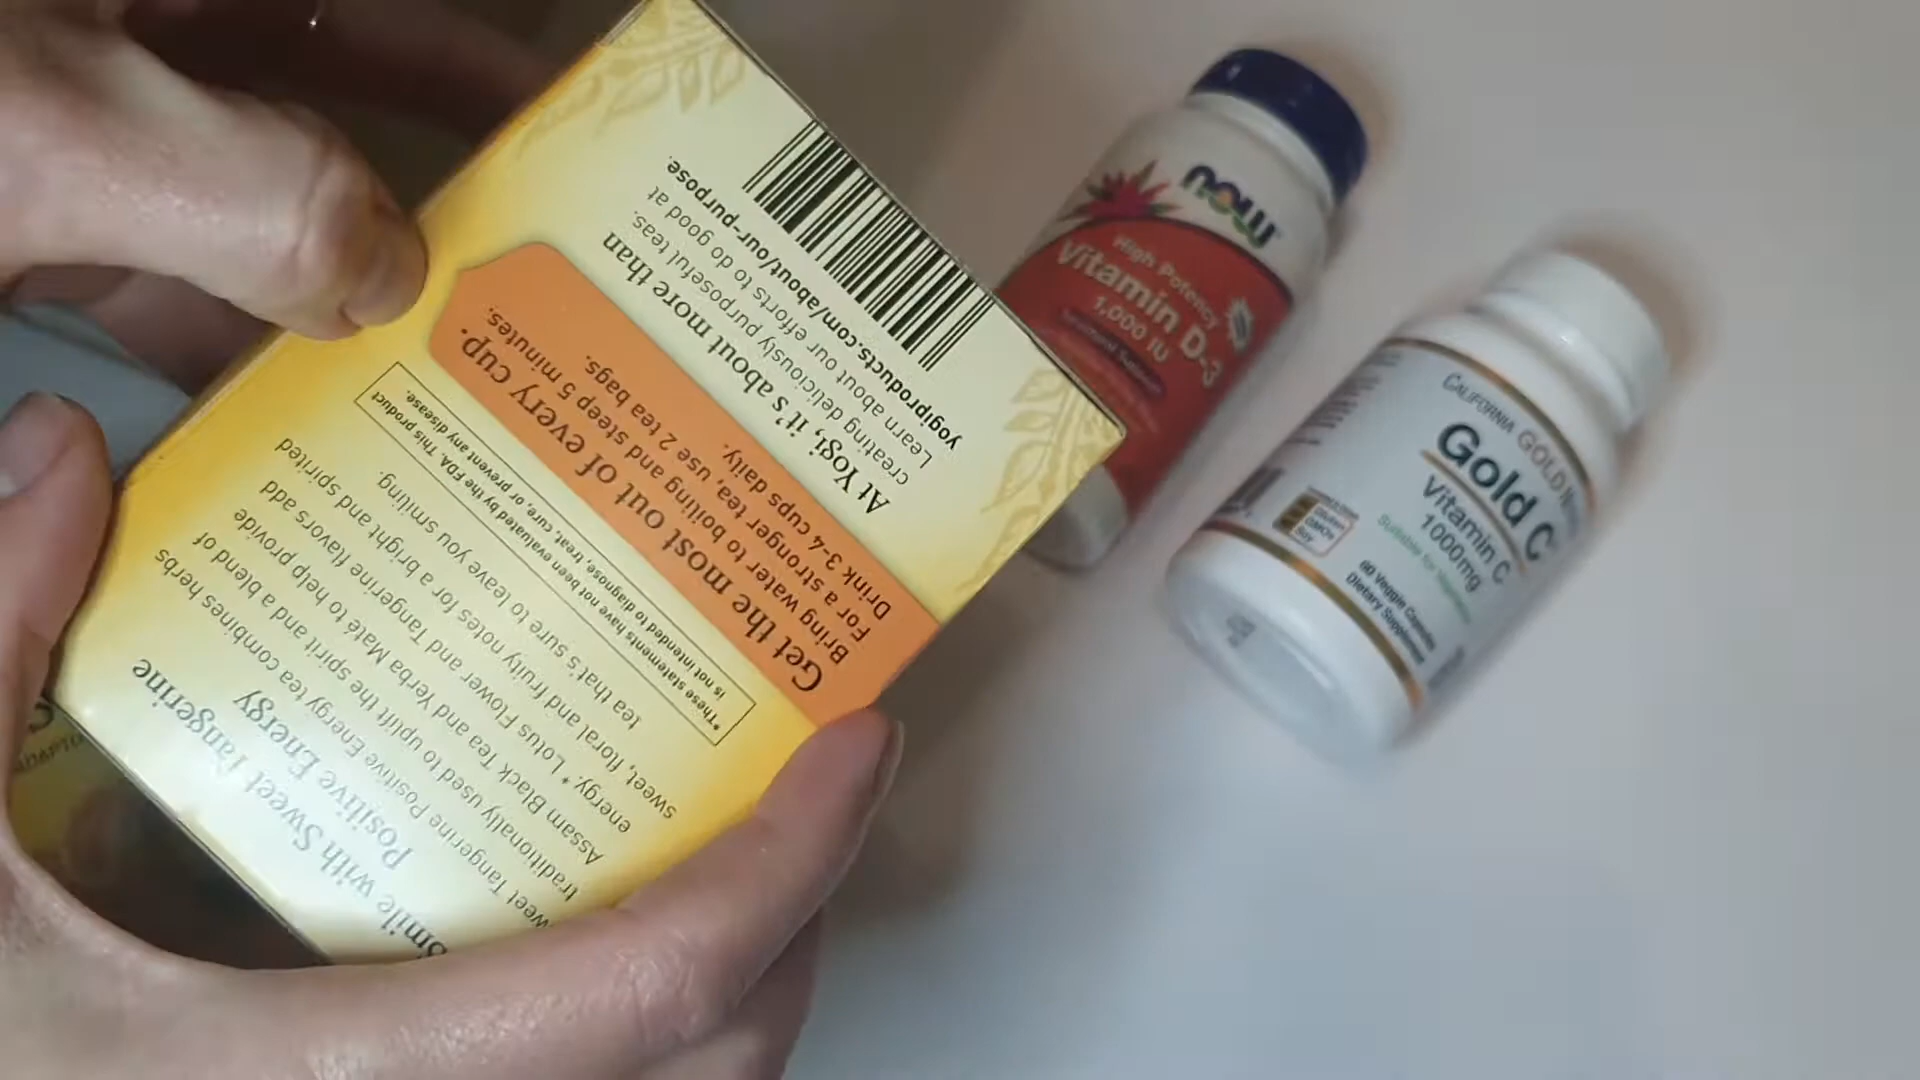 Smile with Sweet Tangerine
Positive Energy
Sweet Tangerine Positive Energy tea combines herbs
traditionally used to uplift the spirit and a blend of
Assam Black Tea and Yerba Maté to help provide
energy.* Lotus Flower and Tangerine flavors add
sweet, floral and fruity notes for a bright and spirited
tea that's sure to leave you smiling.
*These statements have not been evaluated by the FDA. This product
is not intended to diagnose, treat, cure, or prevent any disease.
Get the most out of every cup.
Bring water to boiling and steep 5 minutes.
For a stronger tea, use 2 tea bags.
Drink 3-4 cups daily.
At Yogi, it's about more than
creating deliciously purposeful teas.
Learn about our efforts to do good at
yogiproducts.com/about/our-purpose.
now
High Potency
Vitamin D-3
1,000 IU
CALIFORNIA GOLD
Gold C
Vitamin C
1000mg
Suitable for
60 Veggie Capsules
Dietary Supplement